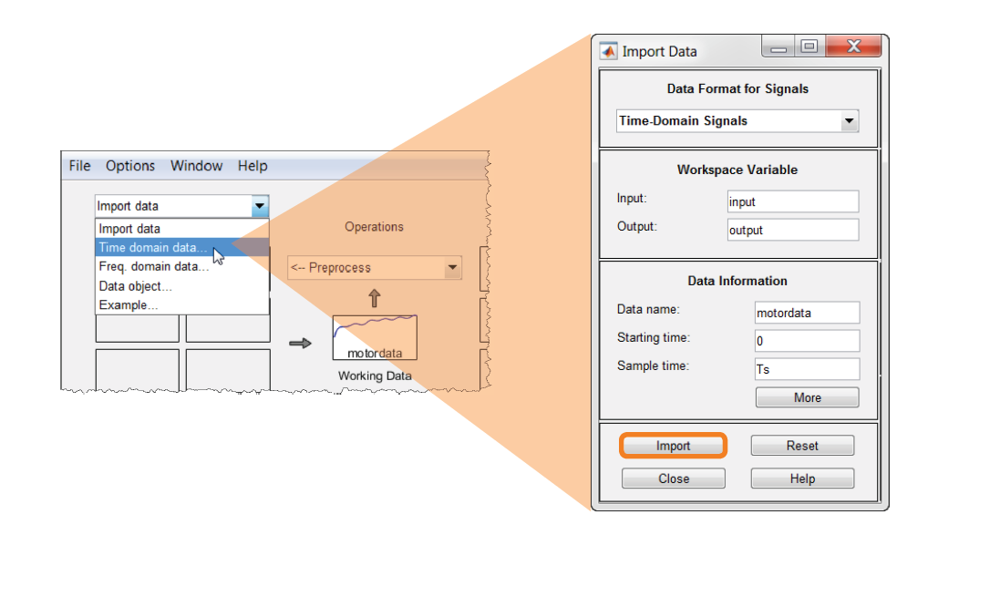 File Options Window Help
Import data
Import data
Time domain data...
Freq. domain data...
Data object...
Example...
Operations
<-- Preprocess
motordata
Working Data
Import Data
Data Format for Signals
Time-Domain Signals
Workspace Variable
Input: input
Output: output
Data Information
Data name: motordata
Starting time: 0
Sample time: Ts
More
Import Reset
Close Help